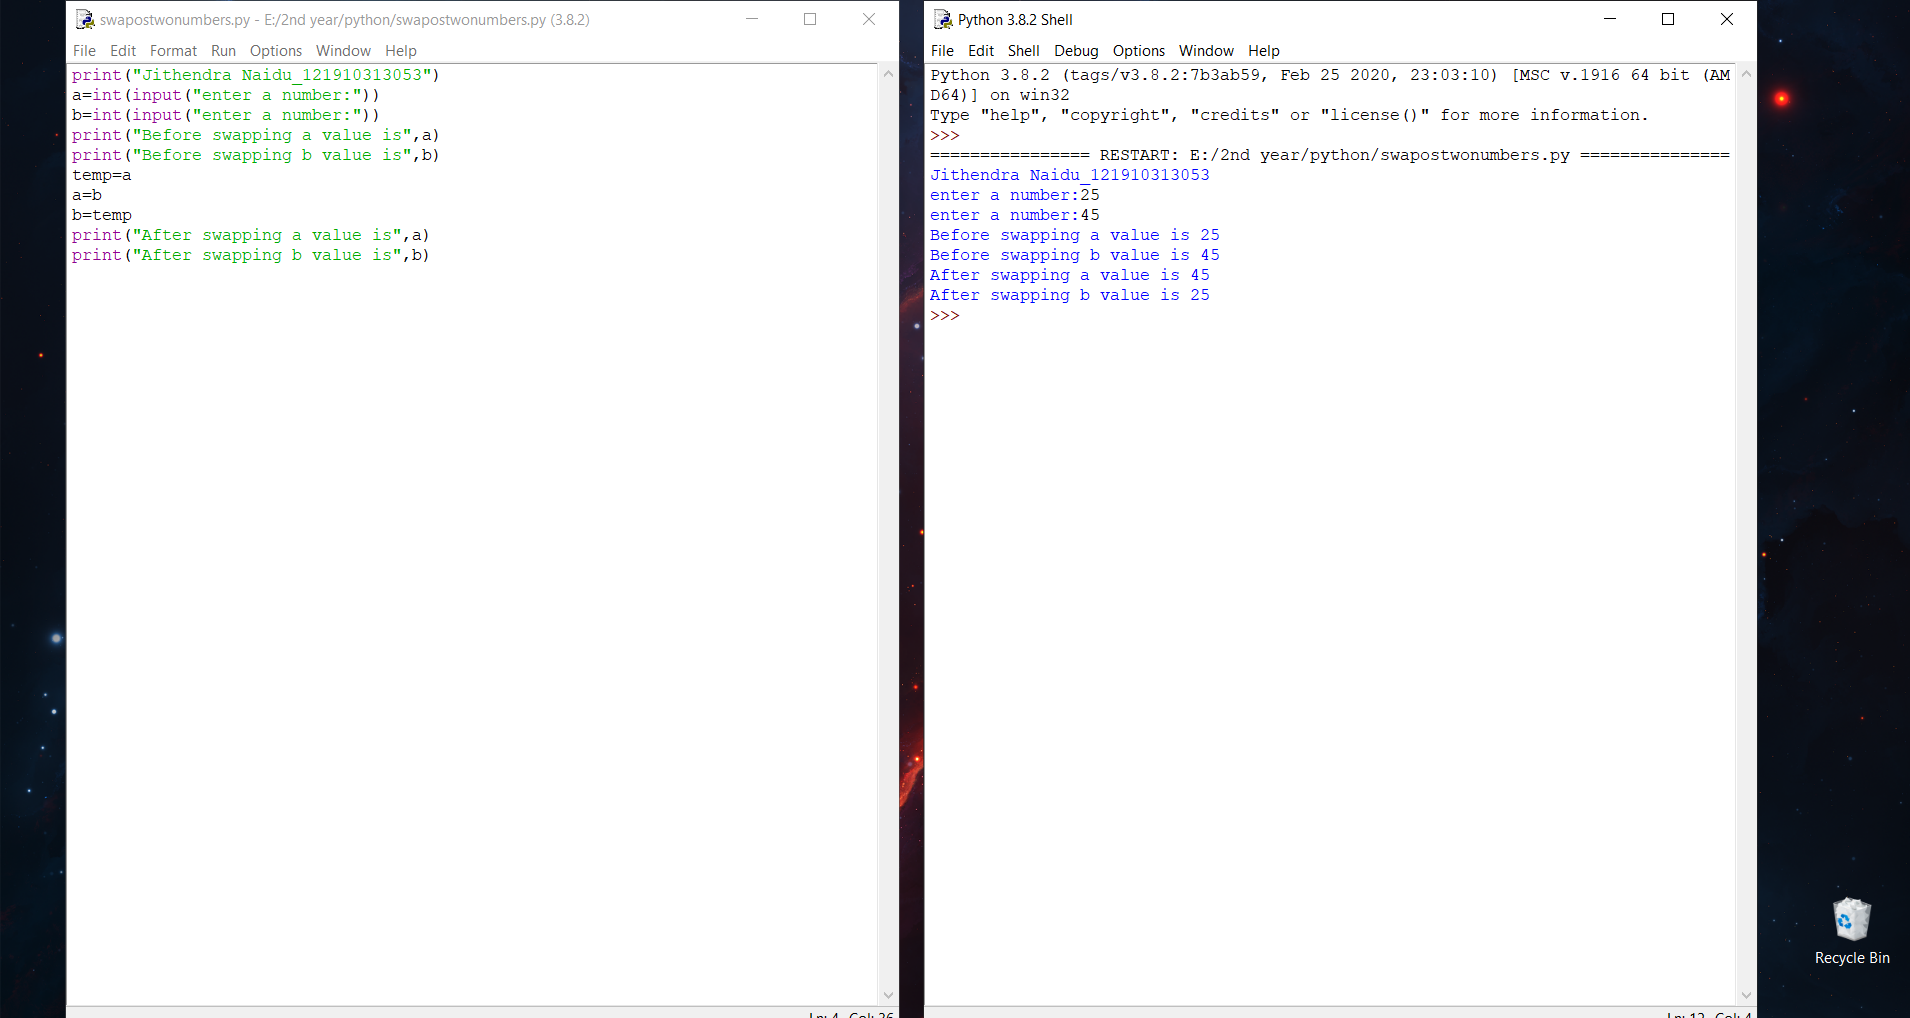 swapostwonumbers.py - E:/2nd year/python/swapostwonumbers.py (3.8.2)
File Edit Format Run Options Window Help
print("Jithendra Naidu_121910313053")
a=int(input("enter a number:"))
b=int(input("enter a number:"))
print("Before swapping a value is",a)
print("Before swapping b value is",b)
temp=a
a=b
b=temp
print("After swapping a value is",a)
print("After swapping b value is",b)
Ln: 4 Col: 26
Python 3.8.2 Shell
File Edit Shell Debug Options Window Help
Python 3.8.2 (tags/v3.8.2:7b3ab59, Feb 25 2020, 23:03:10) [MSC v.1916 64 bit (AM
D64)] on win32
Type "help", "copyright", "credits" or "license()" for more information.
>>>
================ RESTART: E:/2nd year/python/swapostwonumbers.py ===============
Jithendra Naidu_121910313053
enter a number:25
enter a number:45
Before swapping a value is 25
Before swapping b value is 45
After swapping a value is 45
After swapping b value is 25
>>>
Ln: 12 Col: 4
Recycle Bin